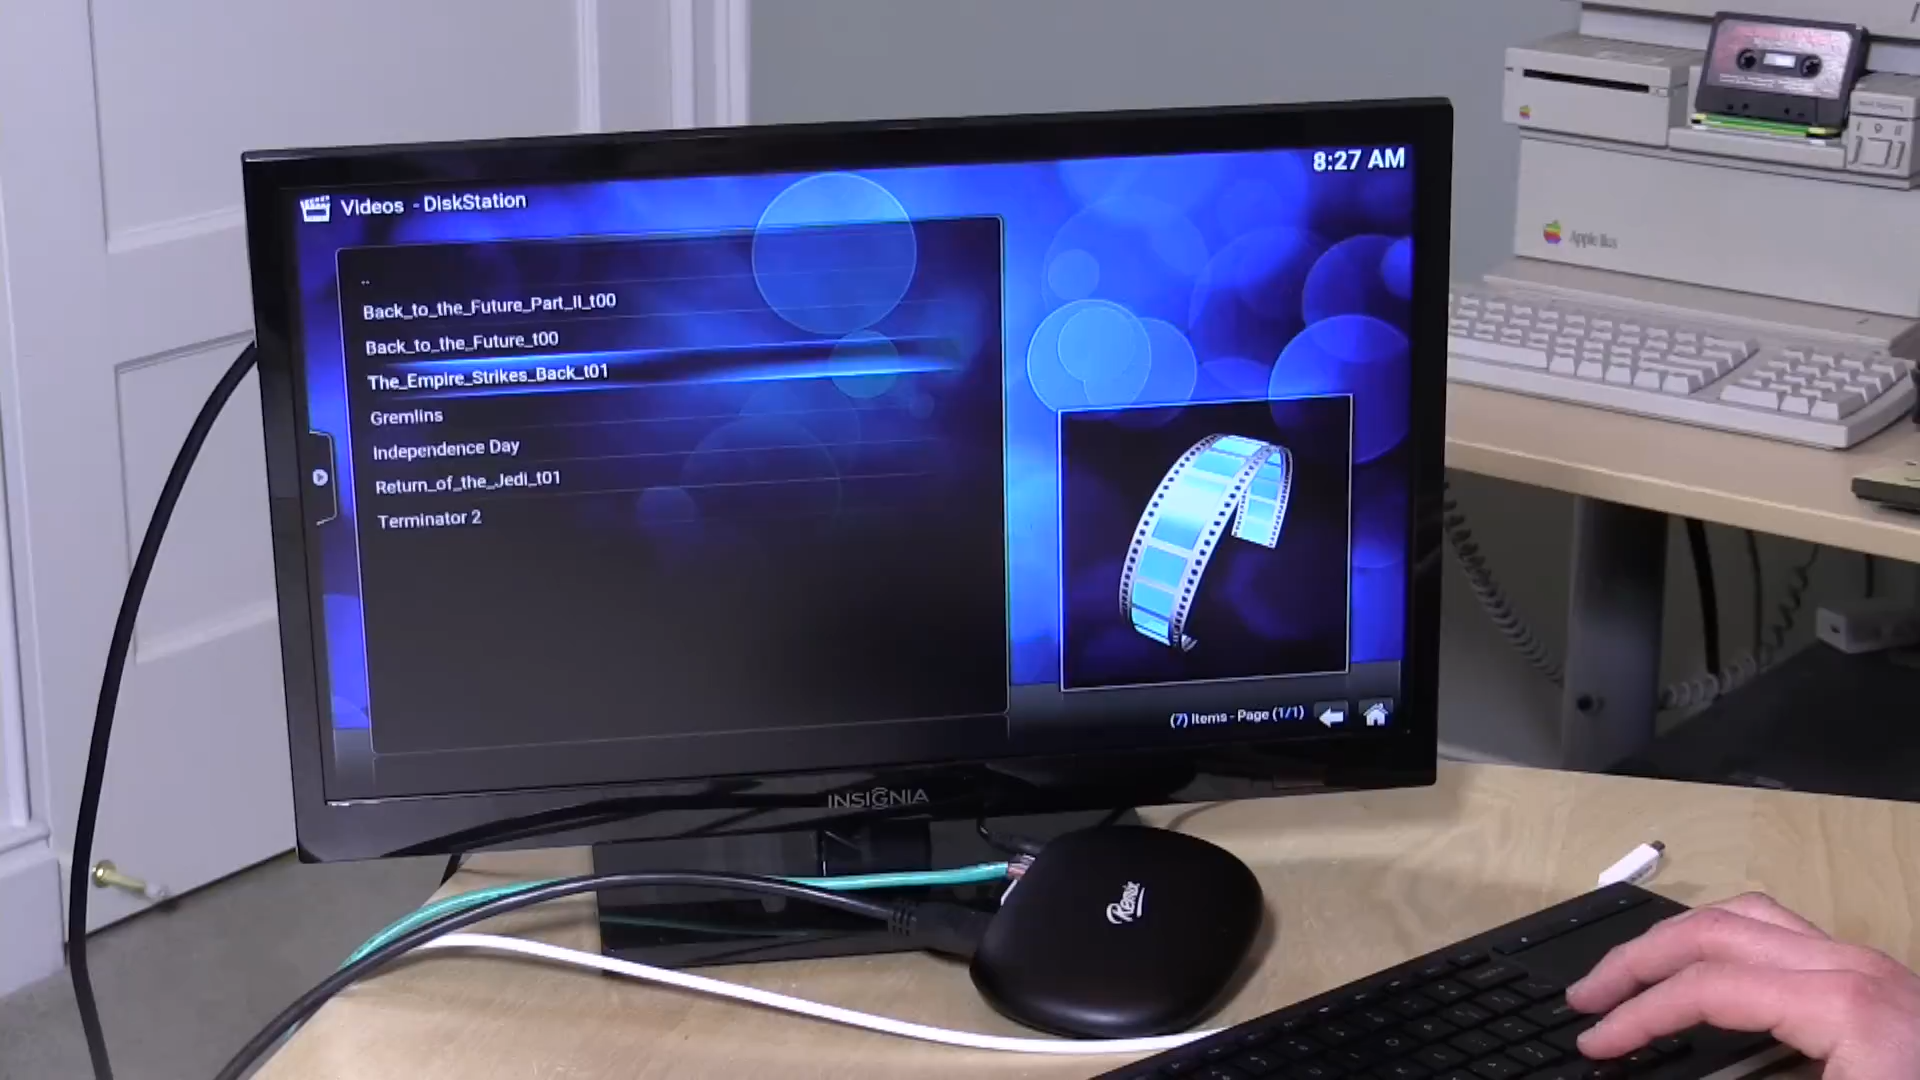 8:27 AM
Videos - DiskStation
..
Back_to_the_Future_Part_II_t00
Back_to_the_Future_t00
The_Empire_Strikes_Back_t01
Gremlins
Independence Day
Return_of_the_Jedi_t01
Terminator 2
(7) Items - Page (1/1)
INSIGNIA
Remix
Apple IIGS